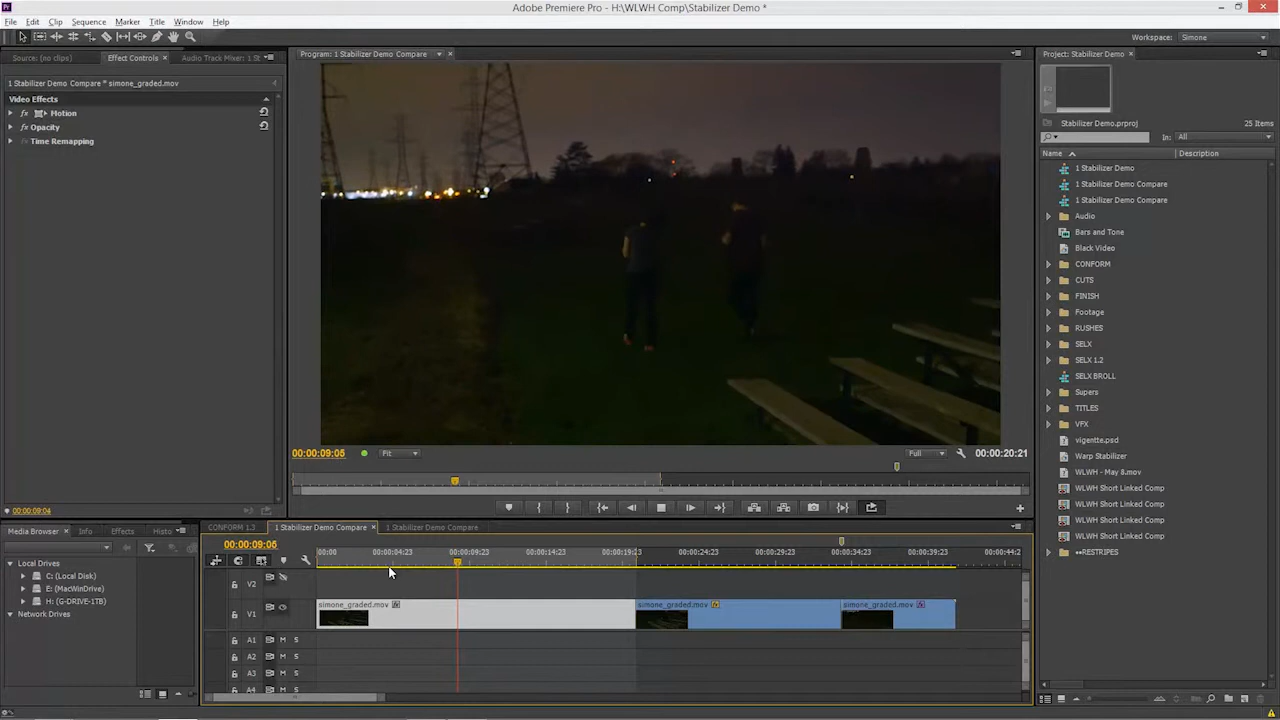 Adobe Premiere Pro - H:\WLWH Comp\Stabilizer Demo *
File Edit Clip Sequence Marker Title Window Help
Workspace: Simone
Source: (no clips) Effect Controls Audio Track Mixer: 1 St
1 Stabilizer Demo Compare * simone_graded.mov
Video Effects
fx Motion
fx Opacity
Time Remapping
00:00:09:04
Program: 1 Stabilizer Demo Compare
00:00:09:05 Fit Full 00:00:20:21
Project: Stabilizer Demo
Stabilizer Demo.prproj 25 Items
In: All
Name Description
1 Stabilizer Demo
1 Stabilizer Demo Compare
1 Stabilizer Demo Compare
Audio
Bars and Tone
Black Video
CONFORM
CUTS
FINISH
Footage
RUSHES
SELX
SELX 1.2
SELX BROLL
Supers
TITLES
VFX
vigentte.psd
Warp Stabilizer
WLWH - May 8.mov
WLWH Short Linked Comp
WLWH Short Linked Comp
WLWH Short Linked Comp
WLWH Short Linked Comp
**RESTRIPES
Media Browser Info Effects Histo
Local Drives
C: (Local Disk)
E: (MacWinDrive)
H: (G-DRIVE-1TB)
Network Drives
CONFORM 1.3 1 Stabilizer Demo Compare 1 Stabilizer Demo Compare
00:00:09:05
00:00 00:00:04:23 00:00:09:23 00:00:14:23 00:00:19:23 00:00:24:23 00:00:29:23 00:00:34:23 00:00:39:23 00:00:44:2
V2
V1 simone_graded.mov simone_graded.mov simone_graded.mov
A1 M S
A2 M S
A3 M S
A4 M S